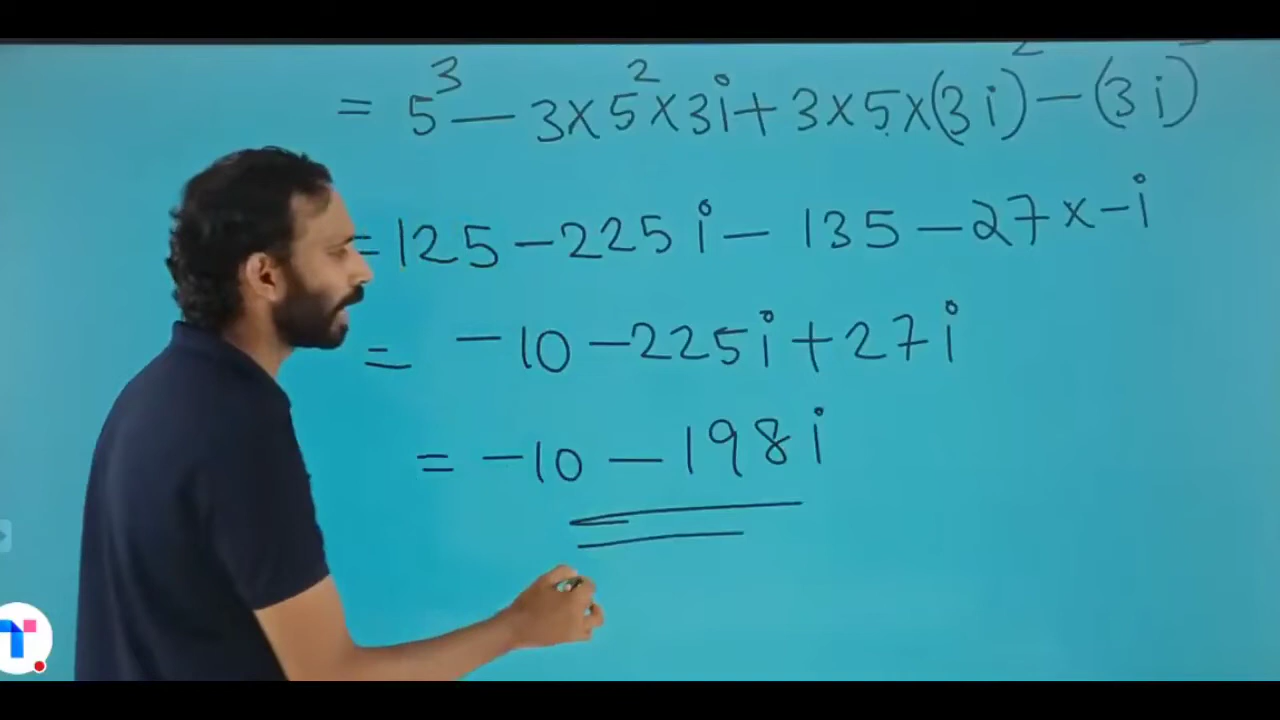 = 5³ – 3×5²×3i + 3×5×(3i)² – (3i)³
= 125 – 225i – 135 – 27×–i
= –10 – 225i + 27i
= –10 – 198i